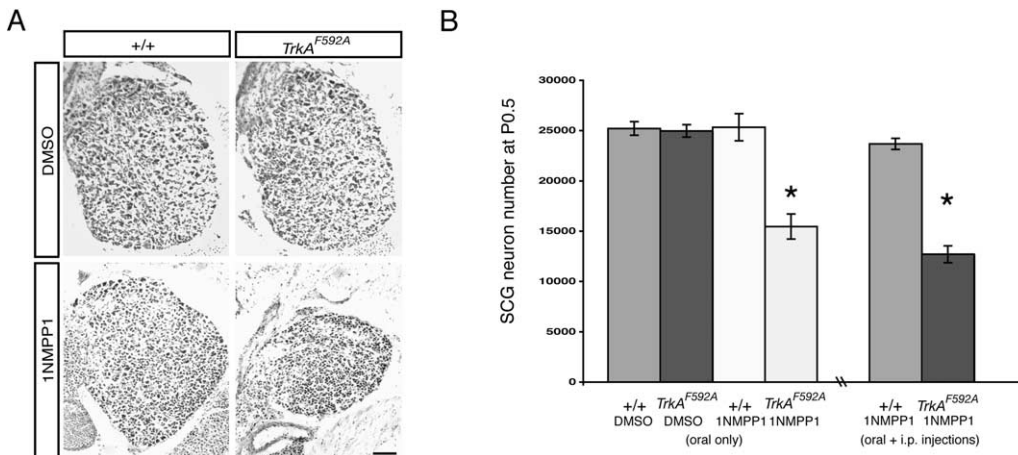 A
+/+
TrkA^F592A
DMSO
1NMPP1
B
SCG neuron number at P0.5
30000
25000
20000
15000
10000
5000
0
*
*
+/+ TrkA^F592A +/+ TrkA^F592A
DMSO DMSO 1NMPP1 1NMPP1
(oral only)
+/+ TrkA^F592A
1NMPP1 1NMPP1
(oral + i.p. injections)